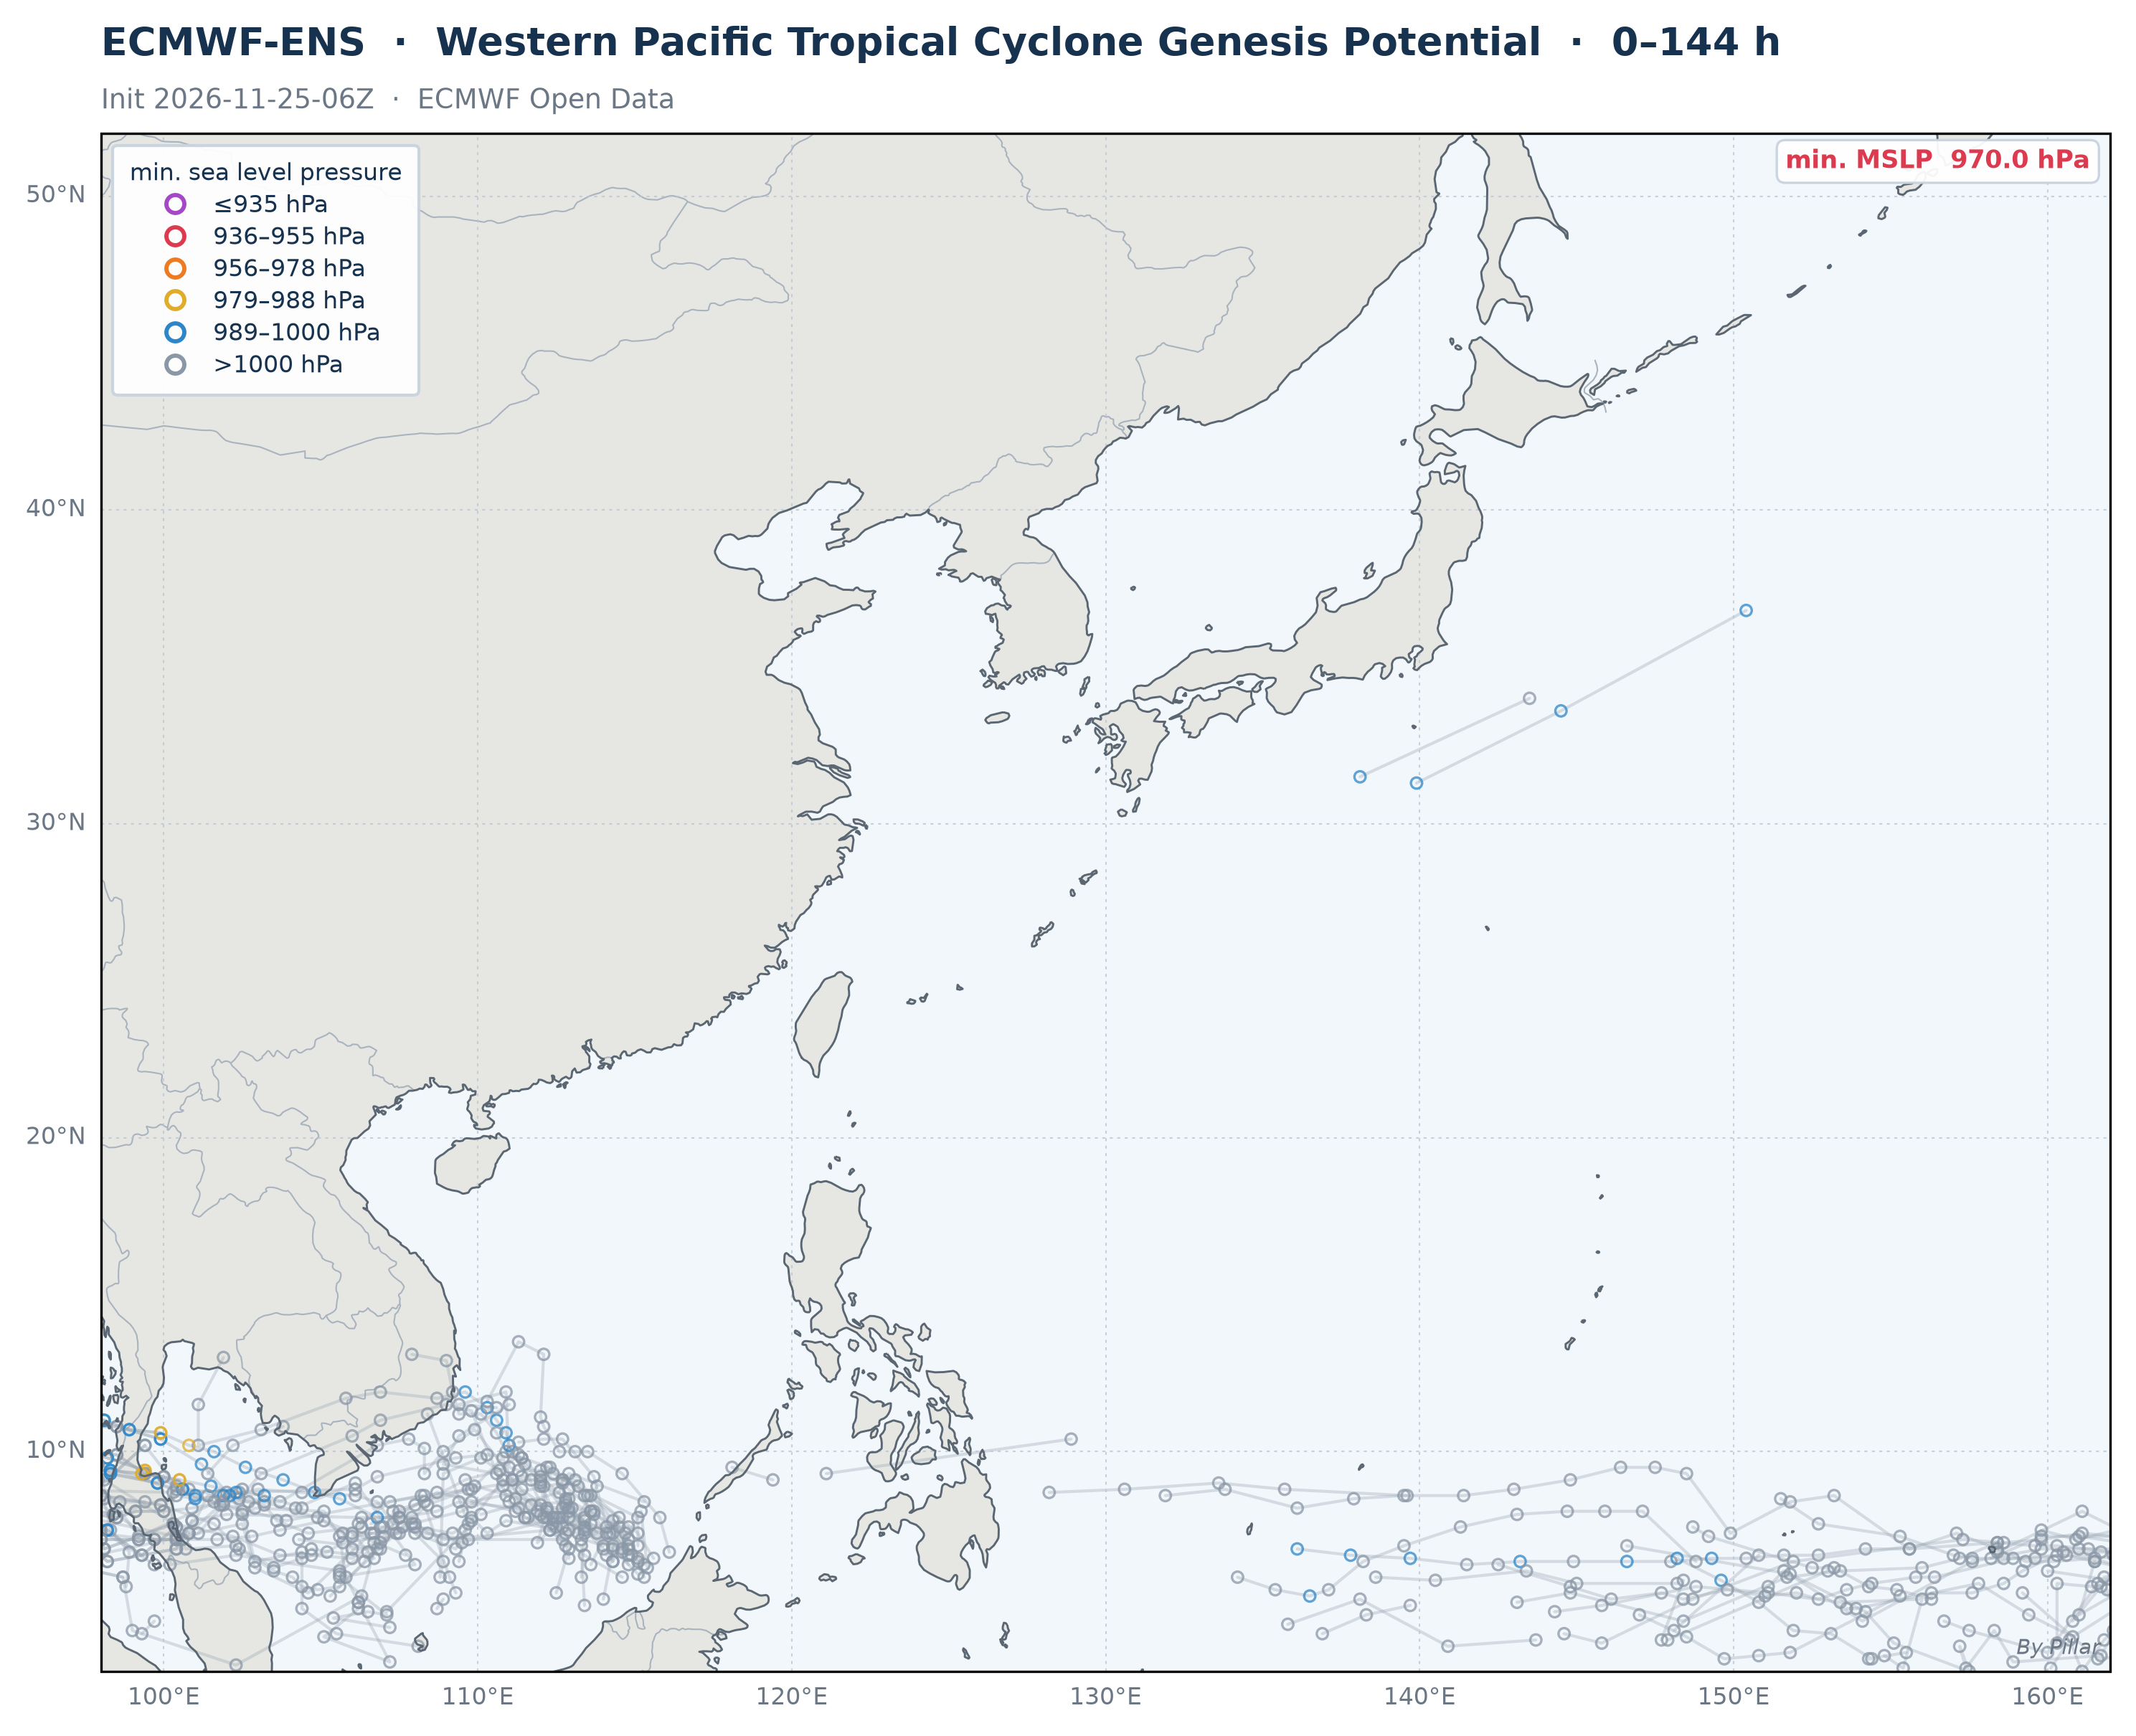 ECMWF-ENS · Western Pacific Tropical Cyclone Genesis Potential · 0–144 h
Init 2026-11-25-06Z · ECMWF Open Data
min. sea level pressure
≤935 hPa
936–955 hPa
956–978 hPa
979–988 hPa
989–1000 hPa
>1000 hPa
min. MSLP 970.0 hPa
50°N
40°N
30°N
20°N
10°N
By Pillar
100°E 110°E 120°E 130°E 140°E 150°E 160°E